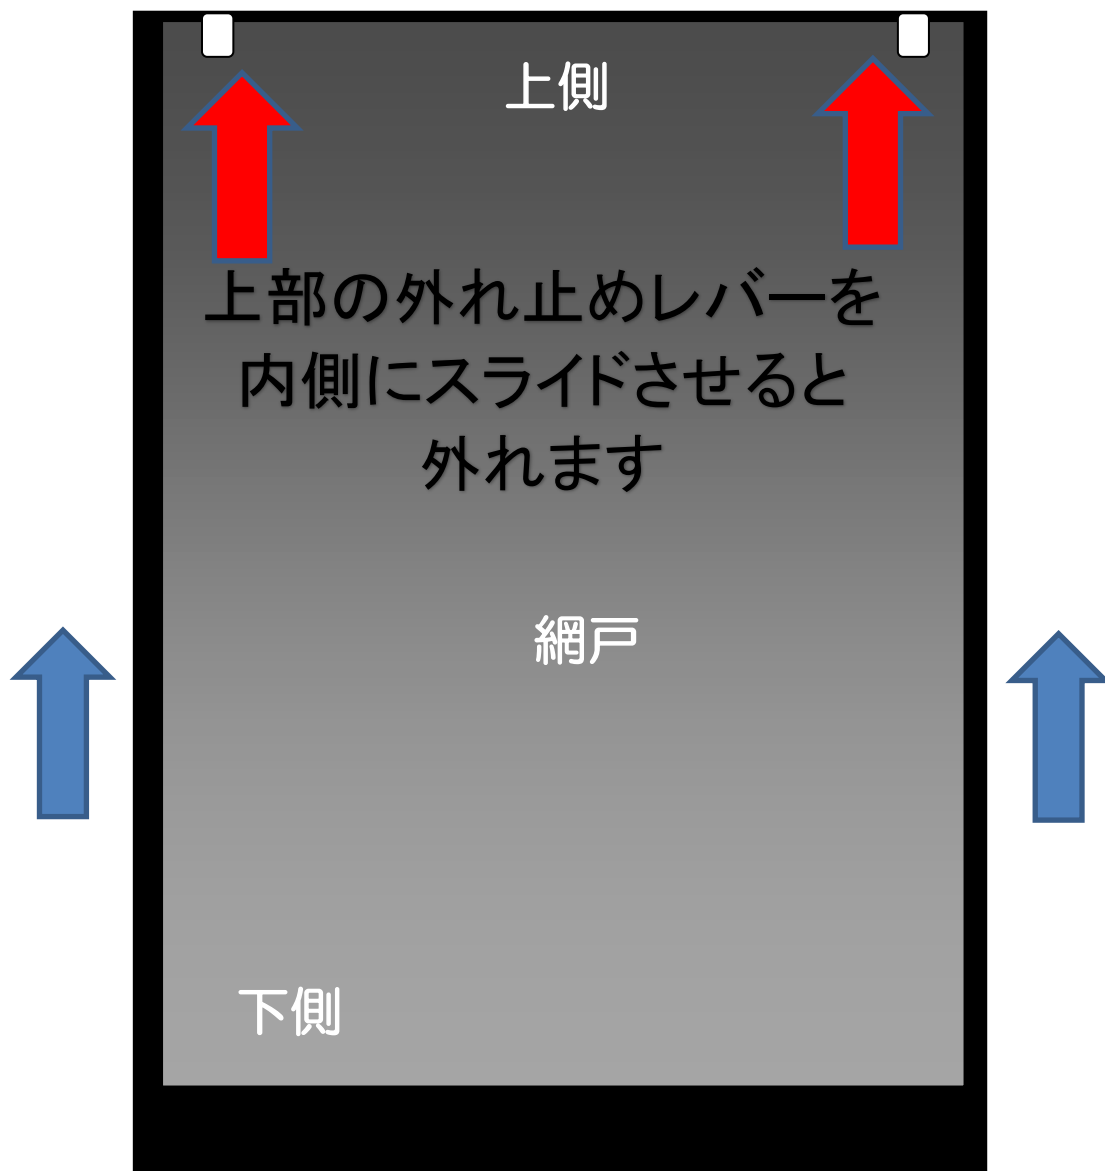 上側
上部の外れ止めレバーを
内側にスライドさせると
外れます
網戸
下側